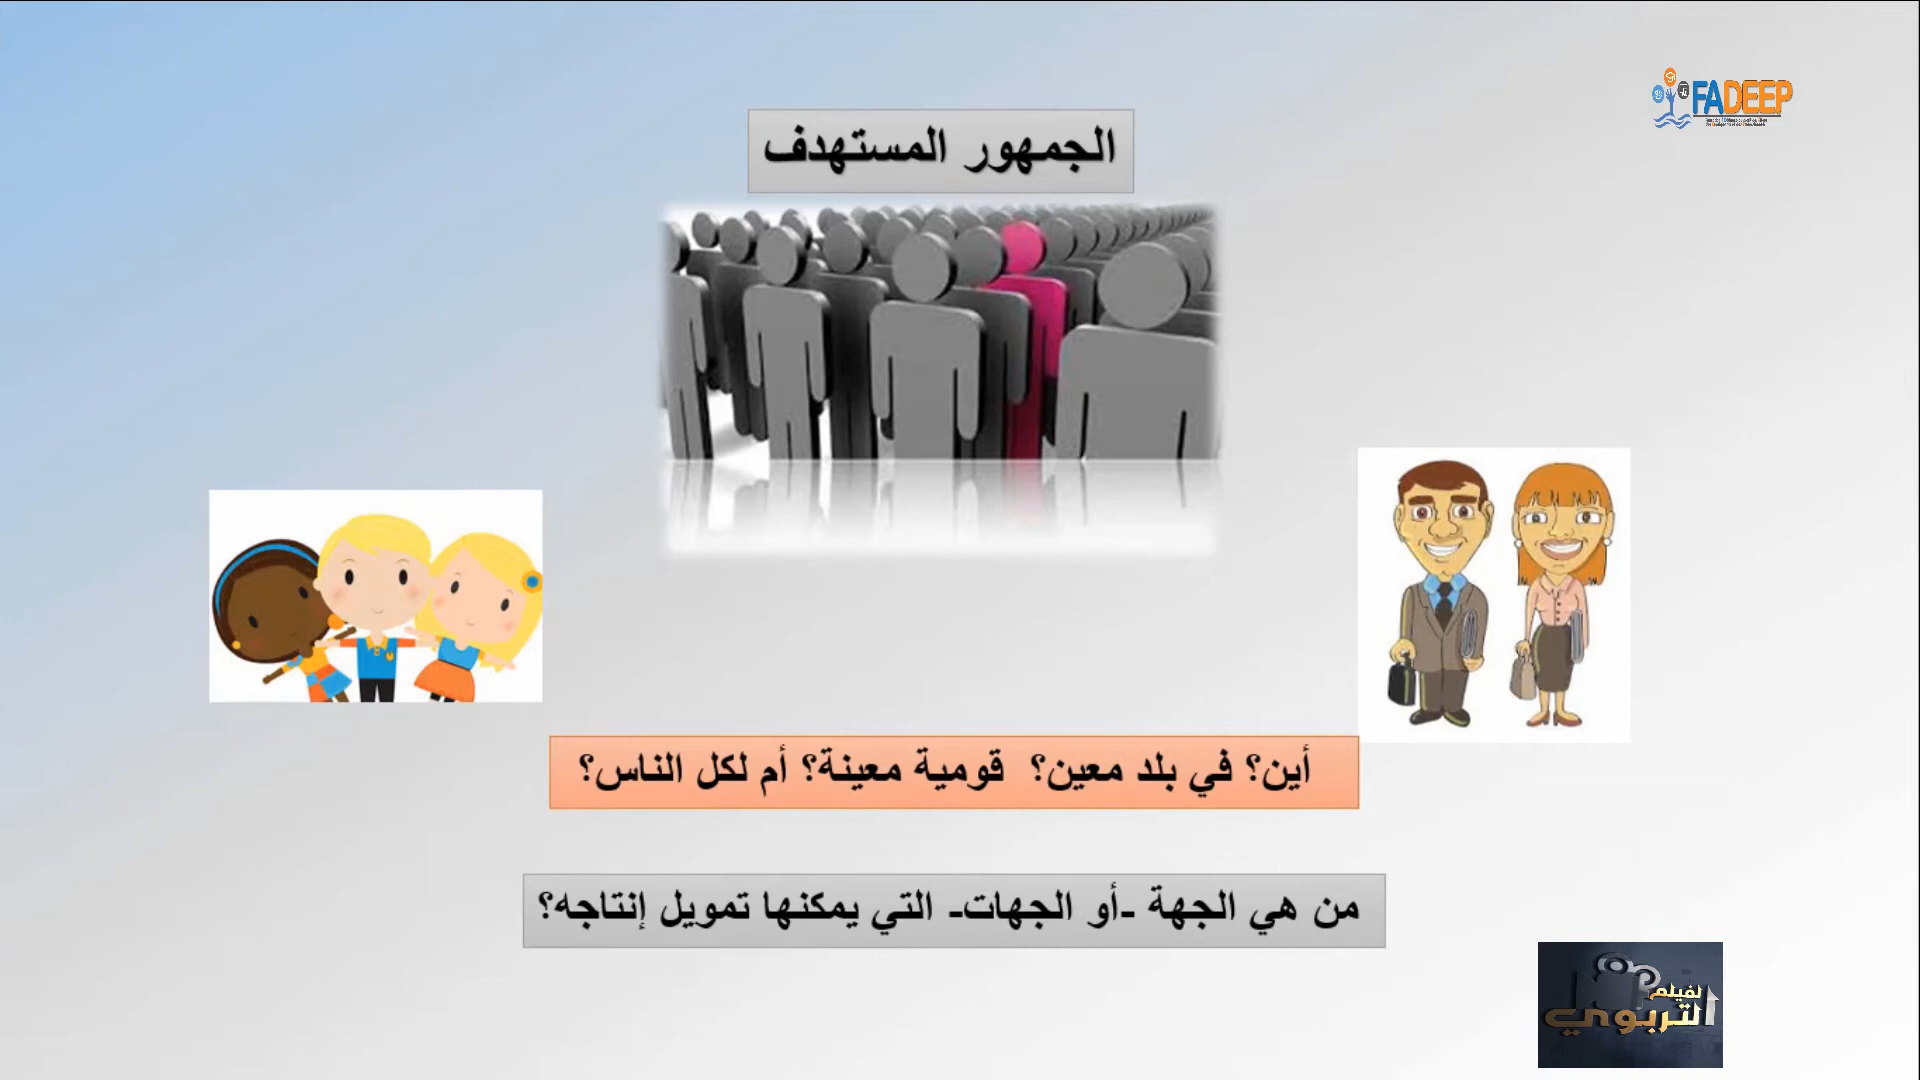 FADEEP
الجمهور المستهدف
أين؟ في بلد معين؟ قومية معينة؟ أم لكل الناس؟
من هي الجهة -أو الجهات- التي يمكنها تمويل إنتاجه؟
الفيلم
التربوي